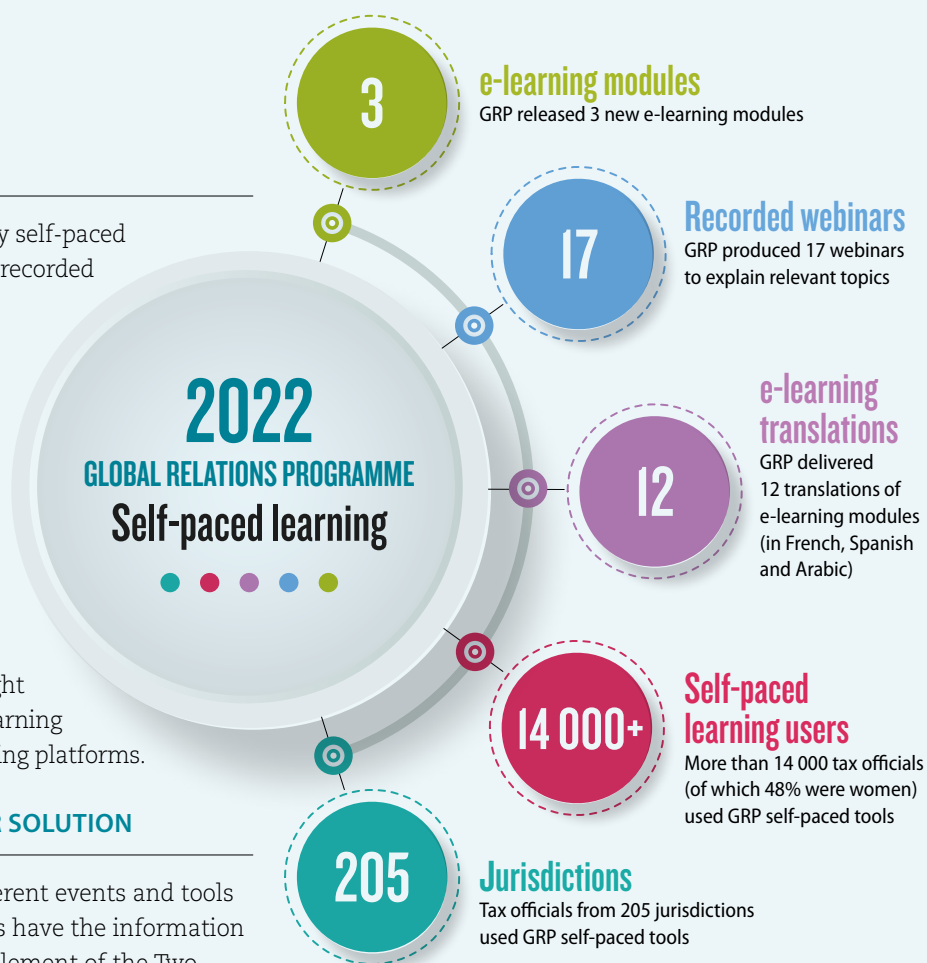 3
e-learning modules
GRP released 3 new e-learning modules
self-paced
recorded
17
Recorded webinars
GRP produced 17 webinars
to explain relevant topics
2022
GLOBAL RELATIONS PROGRAMME
Self-paced learning
12
e-learning
translations
GRP delivered
12 translations of
e-learning modules
(in French, Spanish
and Arabic)
platforms.
14 000+
Self-paced
learning users
More than 14 000 tax officials
(of which 48% were women)
used GRP self-paced tools
SOLUTION
205
Jurisdictions
Tax officials from 205 jurisdictions
used GRP self-paced tools
events and tools
have the information
of the Two